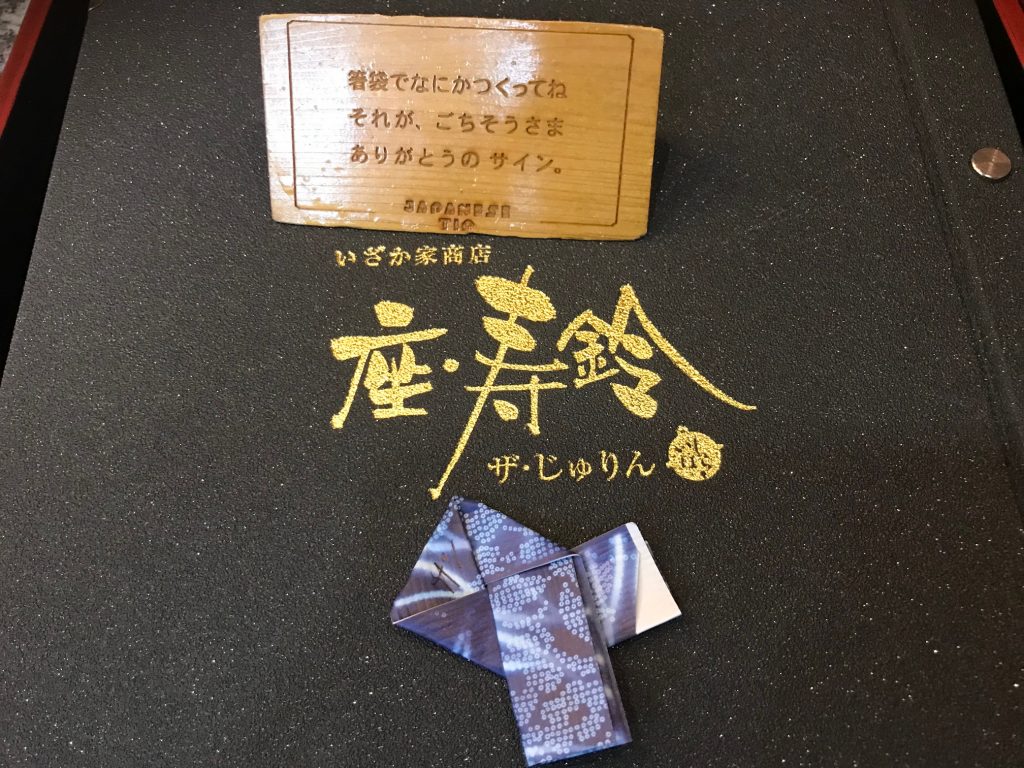 箸袋でなにかつくってね
それが、ごちそうさま
ありがとうの サイン。
JAPANESE
TIP
いざか家商店
座・寿鈴
ザ・じゅりん